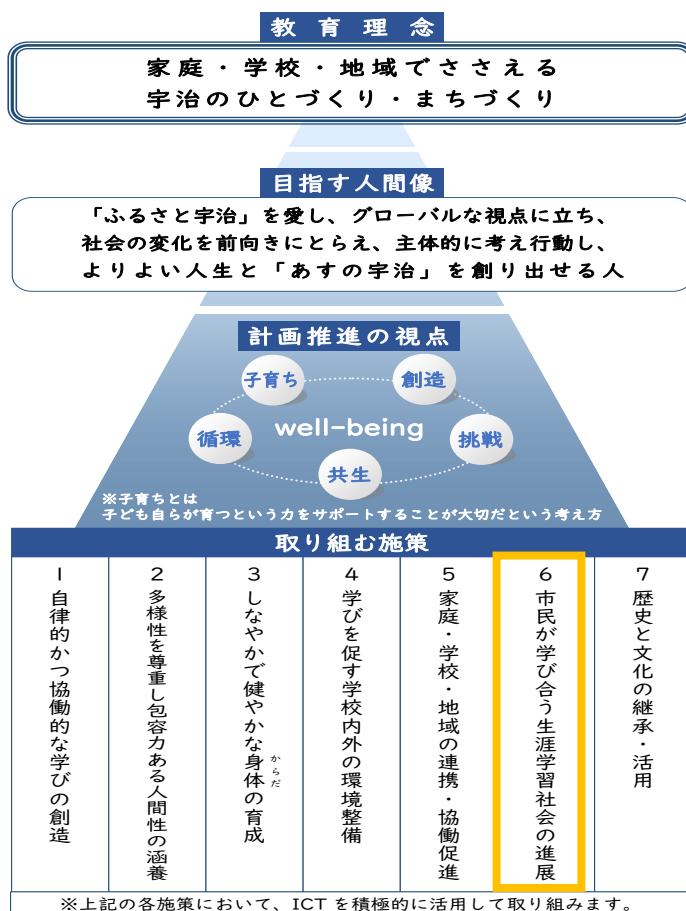 教育理念
家庭・学校・地域でささえる
宇治のひとづくり・まちづくり
目指す人間像
「ふるさと宇治」を愛し、グローバルな視点に立ち、
社会の変化を前向きにとらえ、主体的に考え行動し、
よりよい人生と「あすの宇治」を創り出せる人
計画推進の視点
子育ち
創造
循環
well-being
挑戦
共生
※子育ちとは
子ども自らが育つという力をサポートすることが大切だという考え方
取り組む施策
1 自律的かつ協働的な学びの創造
2 多様性を尊重し包容力ある人間性の涵養
3 しなやかで健やかな身体の育成
からだ
4 学びを促す学校内外の環境整備
5 家庭・学校・地域の連携・協働促進
6 市民が学び合う生涯学習社会の進展
7 歴史と文化の継承・活用
※上記の各施策において、ICTを積極的に活用して取り組みます。